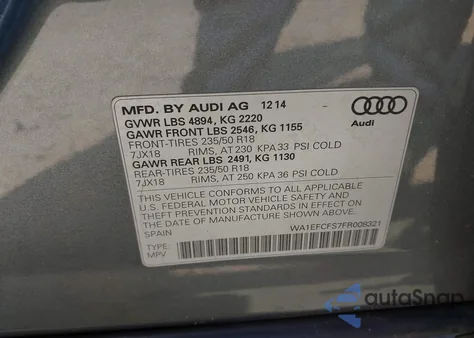 MFD. BY AUDI AG 12 14
GVWR LBS 4894, KG 2220
GAWR FRONT LBS 2546, KG 1155
FRONT-TIRES 235/50 R18
7JX18 RIMS, AT 230 KPA 33 PSI COLD
GAWR REAR LBS 2491, KG 1130
REAR-TIRES 235/50 R18
7JX18 RIMS, AT 250 KPA 36 PSI COLD
THIS VEHICLE CONFORMS TO ALL APPLICABLE
U.S. FEDERAL MOTOR VEHICLE SAFETY AND
THEFT PREVENTION STANDARDS IN EFFECT ON
THE DATE OF MANUFACTURE SHOWN ABOVE.
TYPE: WA1EFCFS7FR008321
MPV
Audi
autoSnap